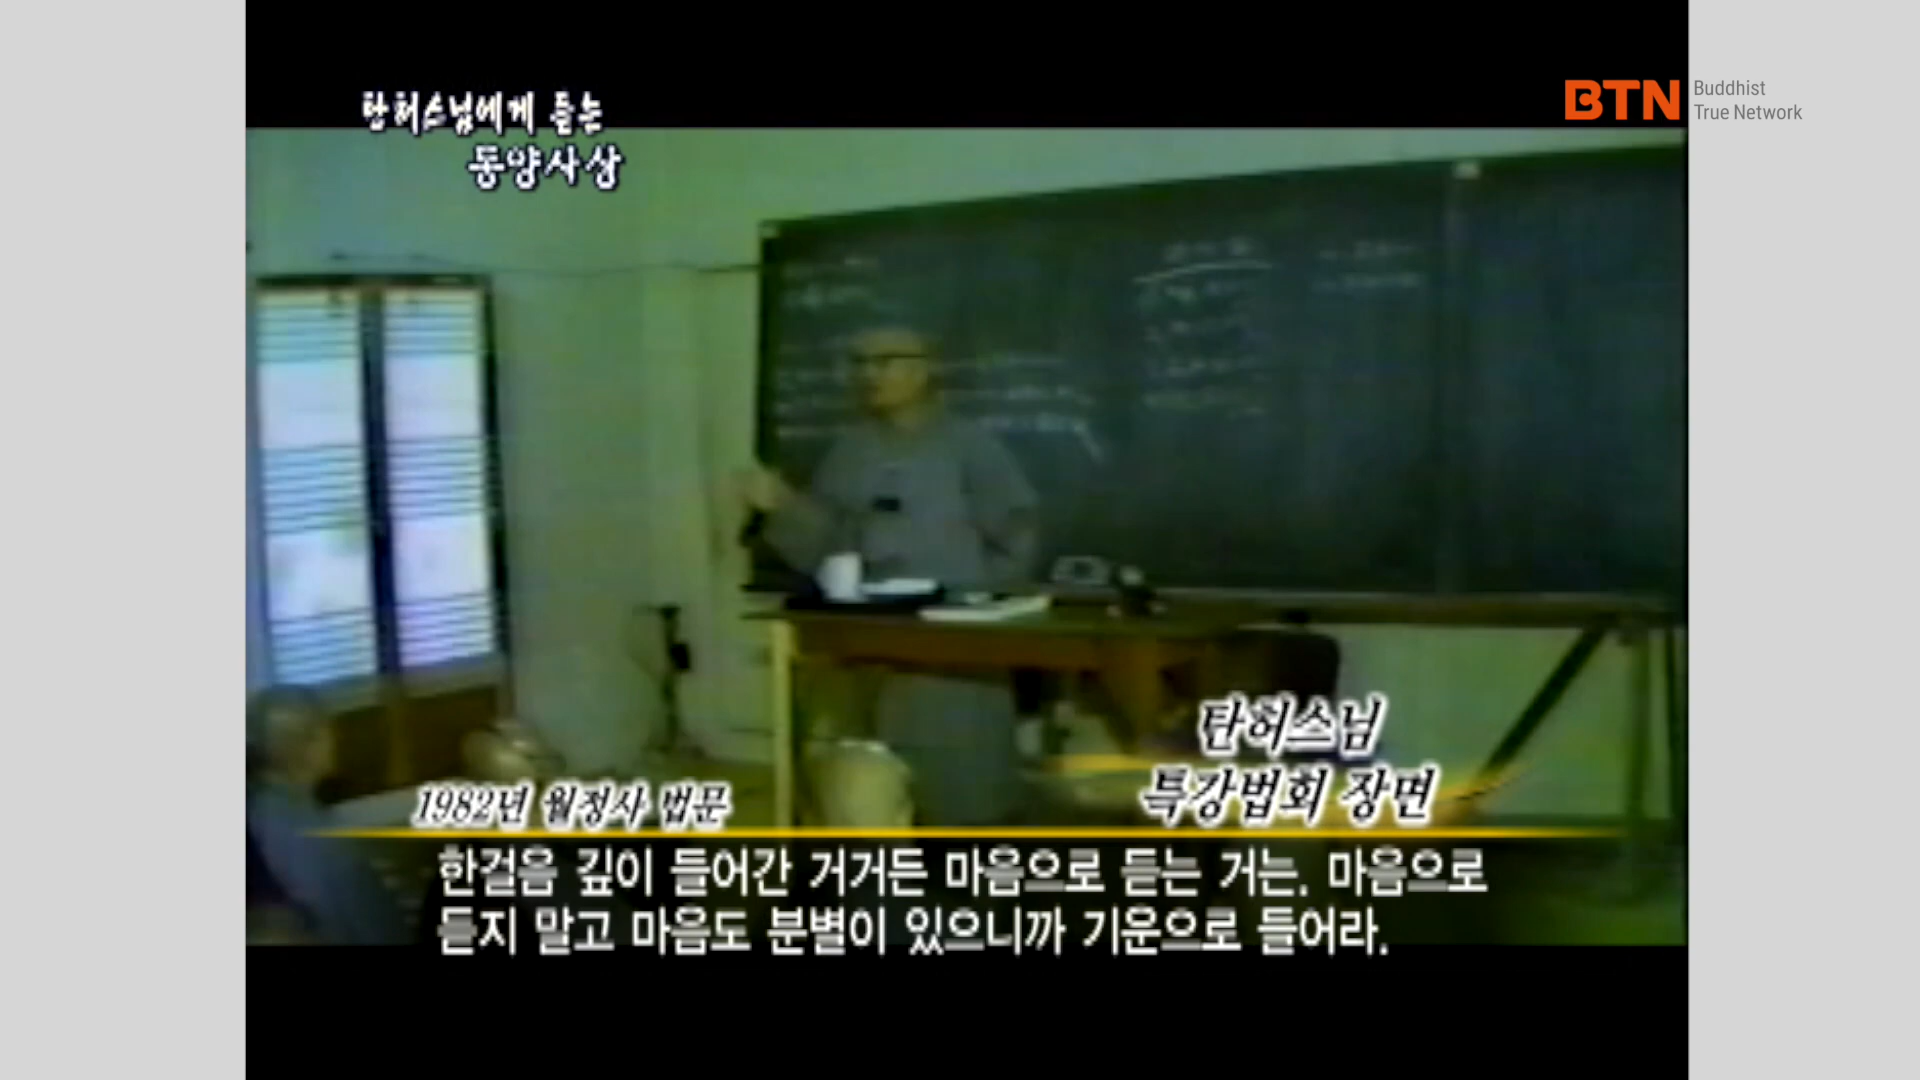 탄허스님에게 듣는
동양사상
BTN
Buddhist
True Network
탄허스님
특강법회 장면
1982년 월정사 법문
한걸음 깊이 들어간 거거든 마음으로 듣는 거는. 마음으로
듣지 말고 마음도 분별이 있으니까 기운으로 들어라.